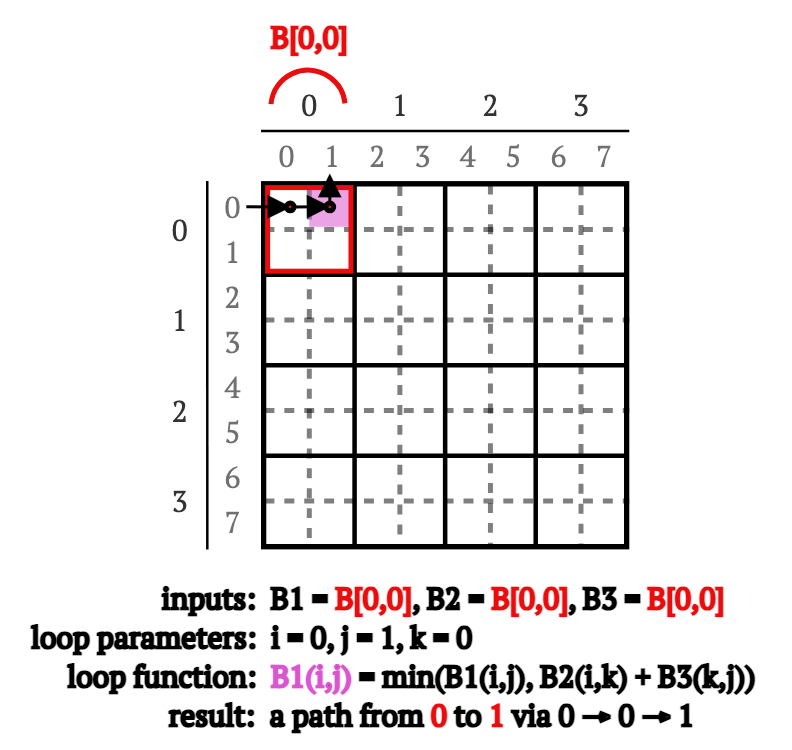 B[0,0]
0 1 2 3
0 1 2 3 4 5 6 7
0
0
1
2
1
3
4
2
5
6
3
7
inputs: B1 = B[0,0], B2 = B[0,0], B3 = B[0,0]
loop parameters: i = 0, j = 1, k = 0
loop function: B1(i,j) = min(B1(i,j), B2(i,k) + B3(k,j))
result: a path from 0 to 1 via 0 → 0 → 1